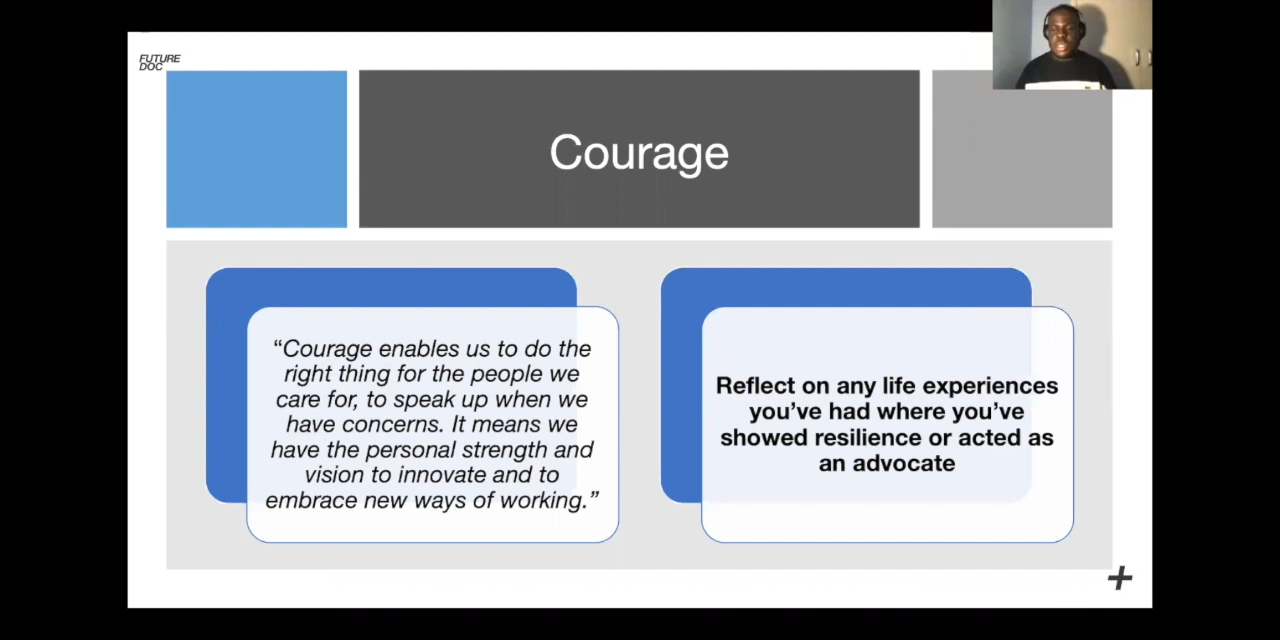 FUTURE
DOC
Courage
“Courage enables us to do the
right thing for the people we
care for, to speak up when we
have concerns. It means we
have the personal strength and
vision to innovate and to
embrace new ways of working.”
Reflect on any life experiences
you’ve had where you’ve
showed resilience or acted as
an advocate